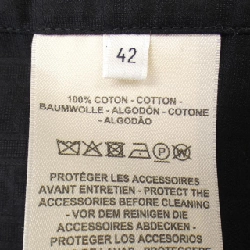 42
100% COTON - COTTON -
BAUMWOLLE - ALGODÓN - COTONE
- ALGODÃO
PROTÉGER LES ACCESSOIRES
AVANT ENTRETIEN - PROTECT THE
ACCESSORIES BEFORE CLEANING
- VOR DEM REINIGEN DIE
ACCESSOIRES SCHÜTZEN -
PROTEGER LOS ACCESORIOS